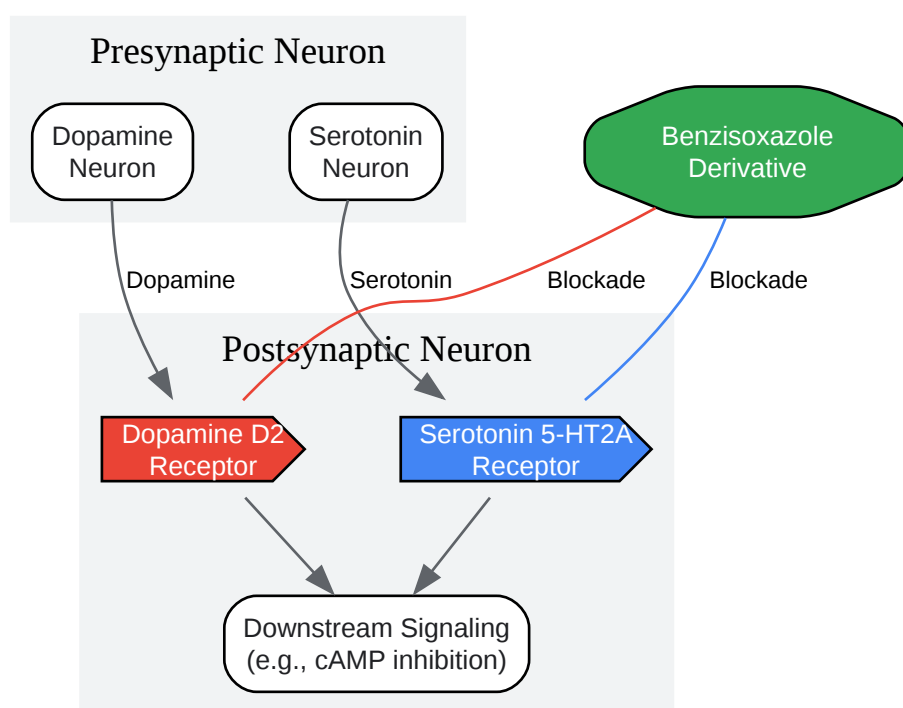 Presynaptic Neuron
Dopamine
Neuron
Serotonin
Neuron
Benzisoxazole
Derivative
Dopamine
Serotonin
Blockade
Blockade
Postsynaptic Neuron
Dopamine D2
Receptor
Serotonin 5-HT2A
Receptor
Downstream Signaling
(e.g., cAMP inhibition)